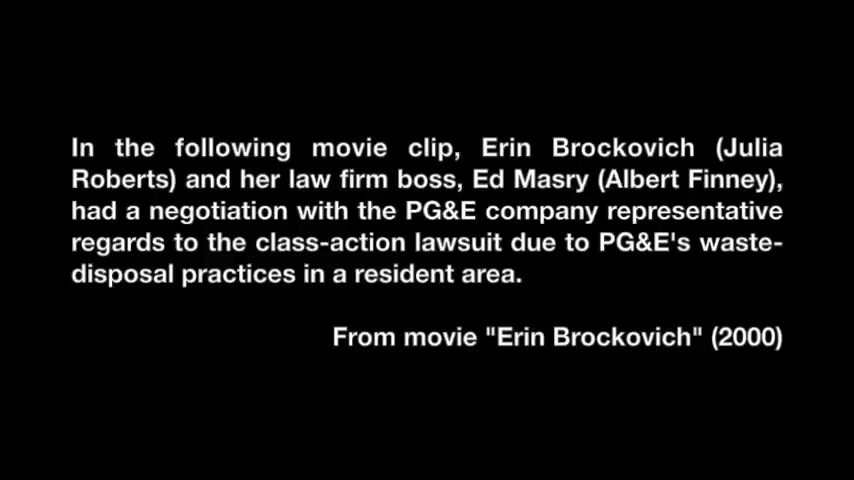 In the following movie clip, Erin Brockovich (Julia
Roberts) and her law firm boss, Ed Masry (Albert Finney),
had a negotiation with the PG&E company representative
regards to the class-action lawsuit due to PG&E's waste-
disposal practices in a resident area.
From movie "Erin Brockovich" (2000)